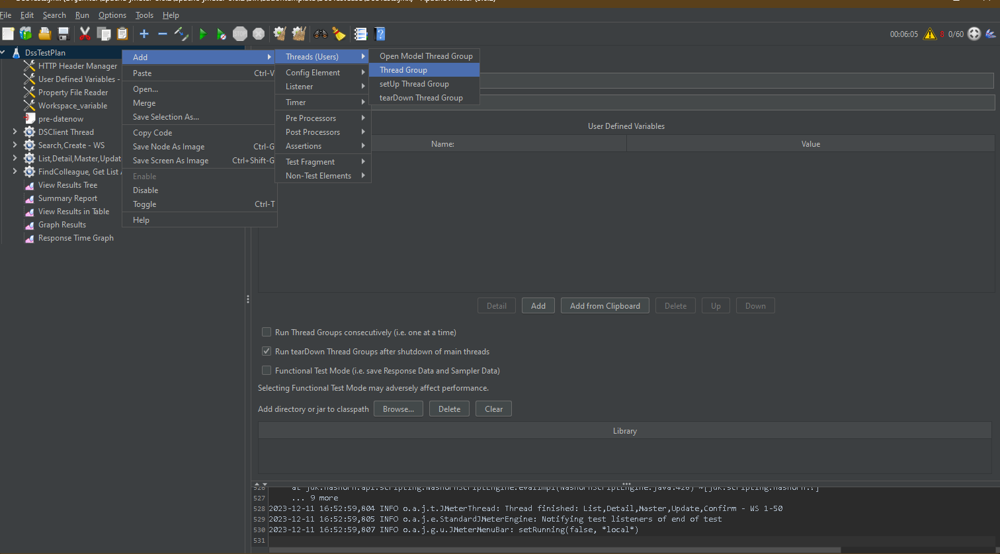 File Edit Search Run Options Tools Help
00:06:05 8 0/60
DssTestPlan
HTTP Header Manager
User Defined Variables -
Property File Reader
Workspace_variable
pre-datenow
DSClient Thread
Search,Create - WS
List,Detail,Master,Updat
FindColleague, Get List
View Results Tree
Summary Report
View Results in Table
Graph Results
Response Time Graph
Add
Paste Ctrl-V
Open...
Merge
Save Selection As...
Copy Code
Save Node As Image Ctrl-G
Save Screen As Image Ctrl+Shift-G
Enable
Disable
Toggle Ctrl-T
Help
Threads (Users)
Config Element
Listener
Timer
Pre Processors
Post Processors
Assertions
Test Fragment
Non-Test Elements
Open Model Thread Group
Thread Group
setUp Thread Group
tearDown Thread Group
User Defined Variables
Name: Value
Detail Add Add from Clipboard Delete Up Down
Run Thread Groups consecutively (i.e. one at a time)
Run tearDown Thread Groups after shutdown of main threads
Functional Test Mode (i.e. save Response Data and Sampler Data)
Selecting Functional Test Mode may adversely affect performance.
Add directory or jar to classpath Browse... Delete Clear
Library
526 at jdk.nashorn.api.scripting.NashornScriptEngine.evalImpl(NashornScriptEngine.java:420) ~[jdk.scripting.nashorn:?]
527 ... 9 more
528 2023-12-11 16:52:59,804 INFO o.a.j.t.JMeterThread: Thread finished: List,Detail,Master,Update,Confirm - WS 1-50
529 2023-12-11 16:52:59,805 INFO o.a.j.e.StandardJMeterEngine: Notifying test listeners of end of test
530 2023-12-11 16:52:59,807 INFO o.a.j.g.u.JMeterMenuBar: setRunning(false, *local*)
531